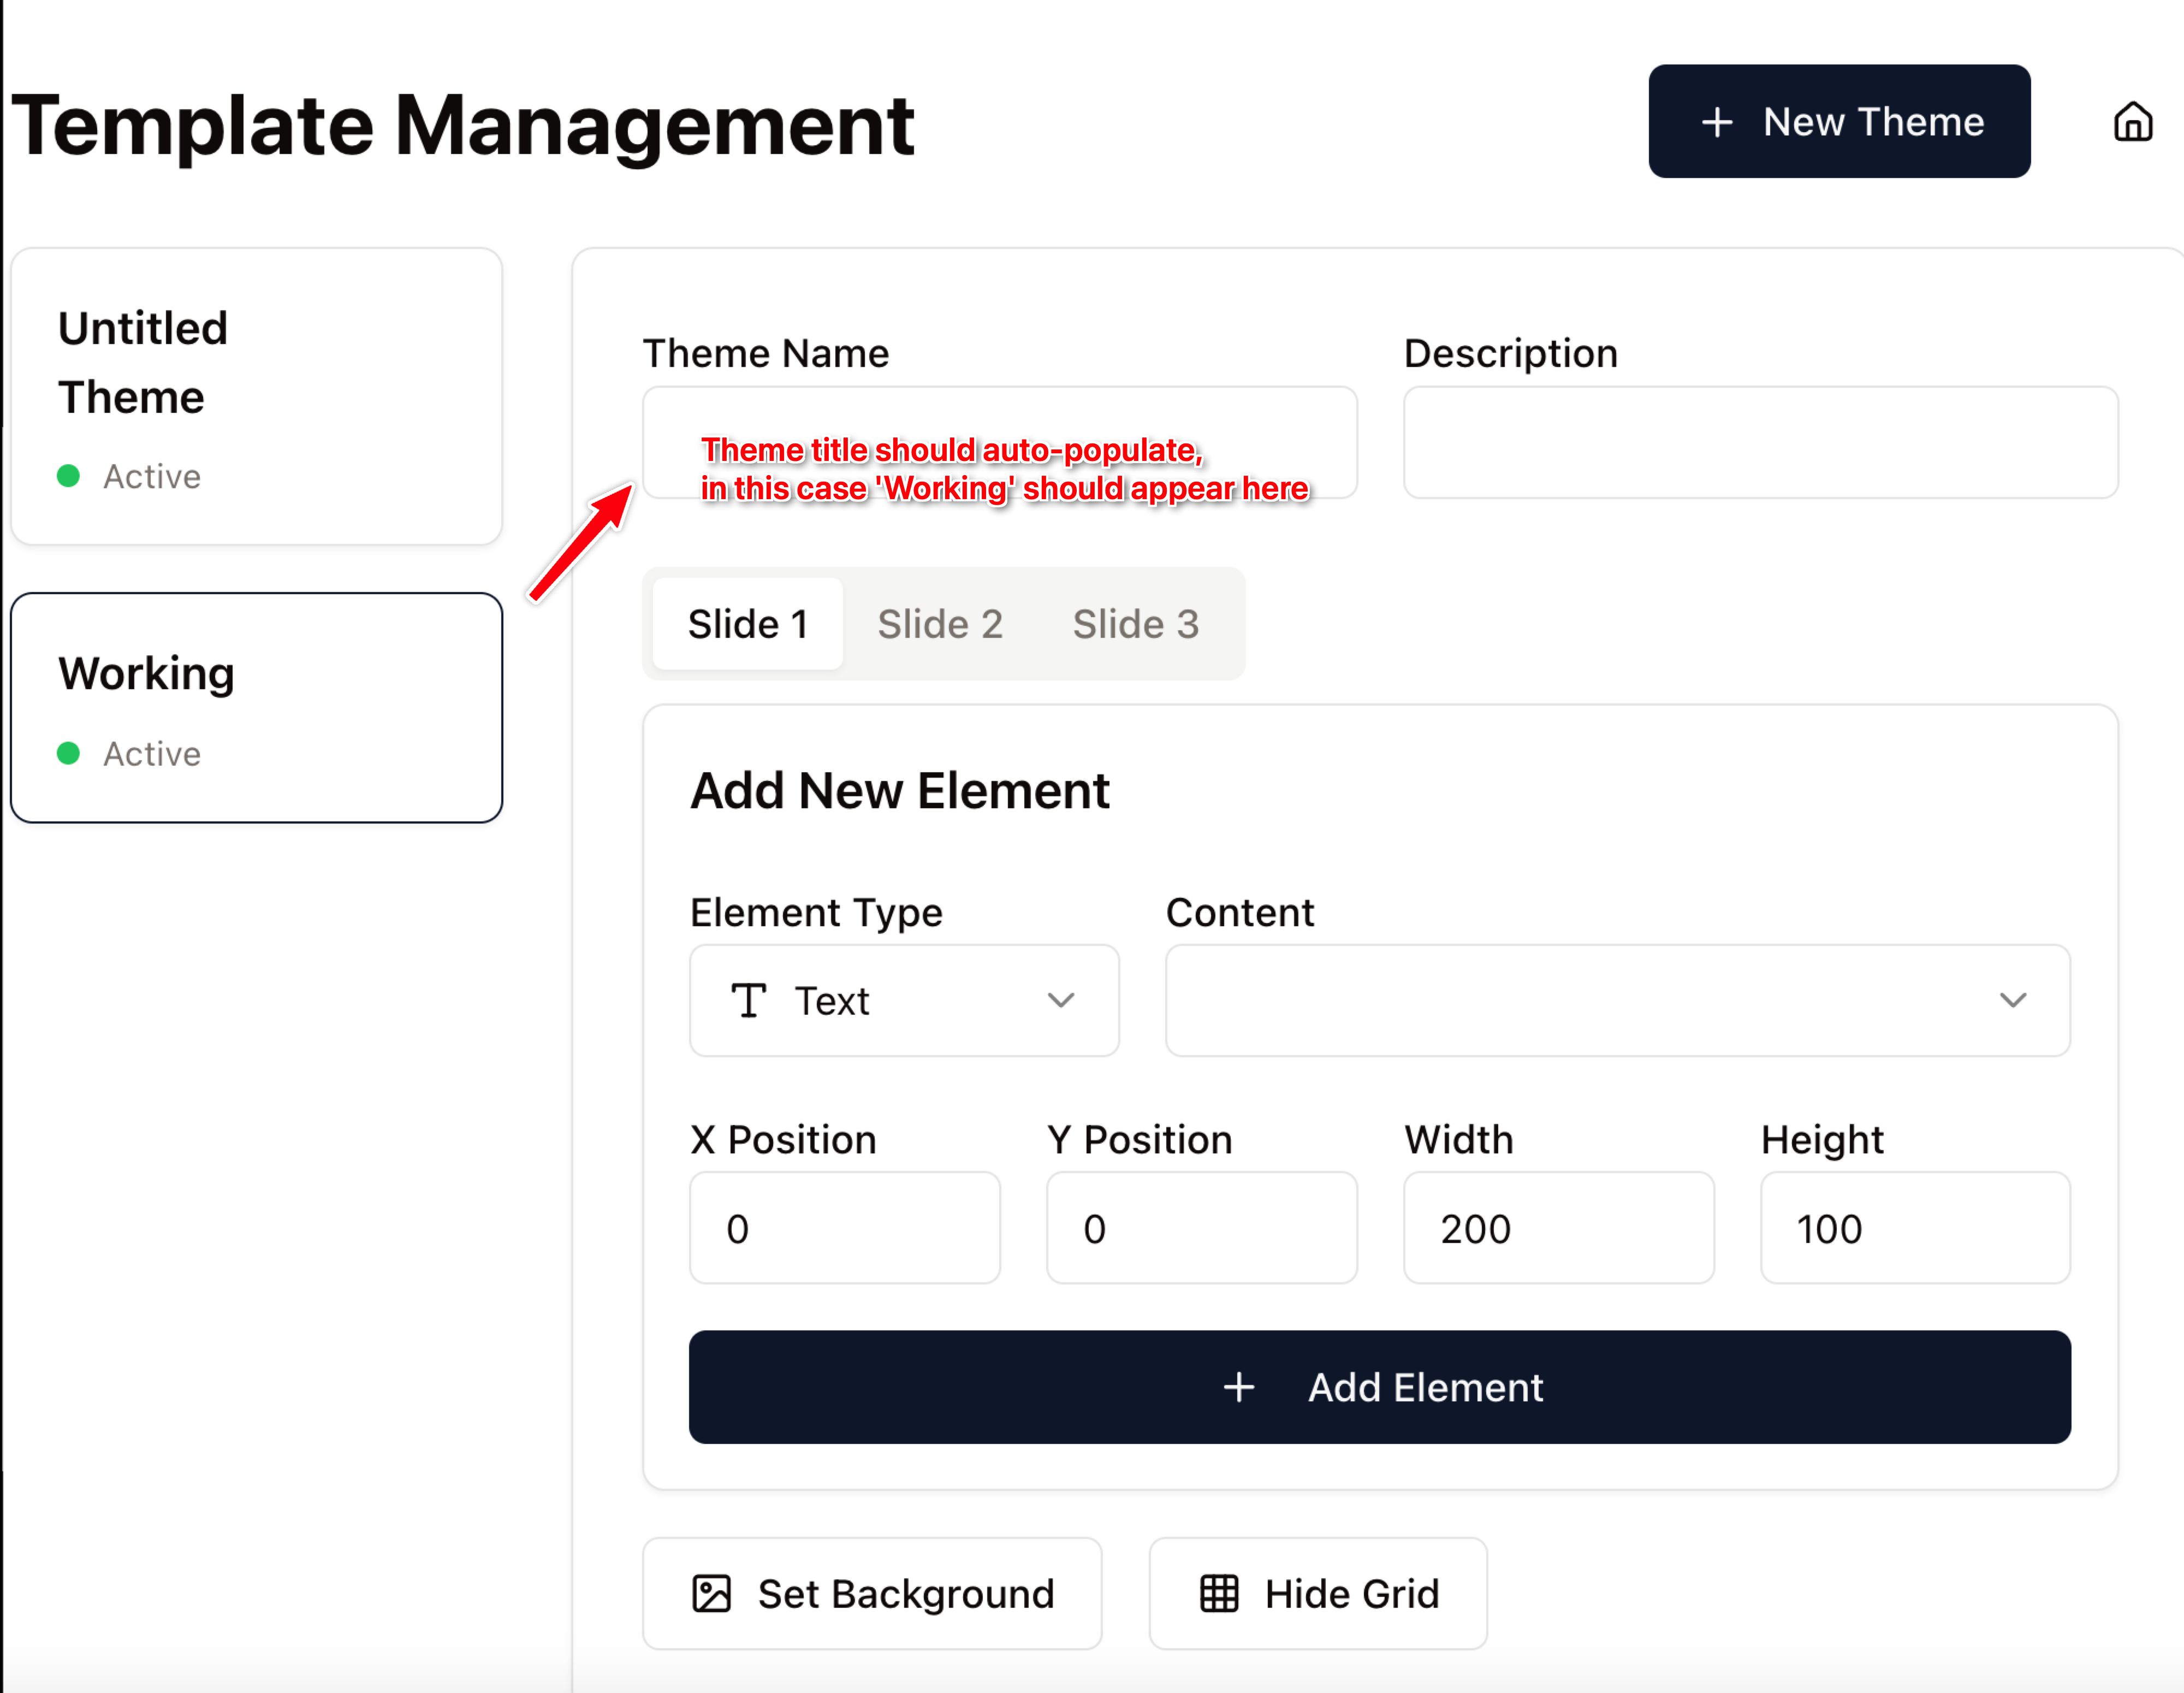 Template Management
New Theme
Untitled
Theme
Active
Working
Active
Theme Name
Description
Theme title should auto-populate,
in this case 'Working' should appear here
Slide 1
Slide 2
Slide 3
Add New Element
Element Type
Content
Text
X Position
Y Position
Width
Height
0
0
200
100
Add Element
Set Background
Hide Grid